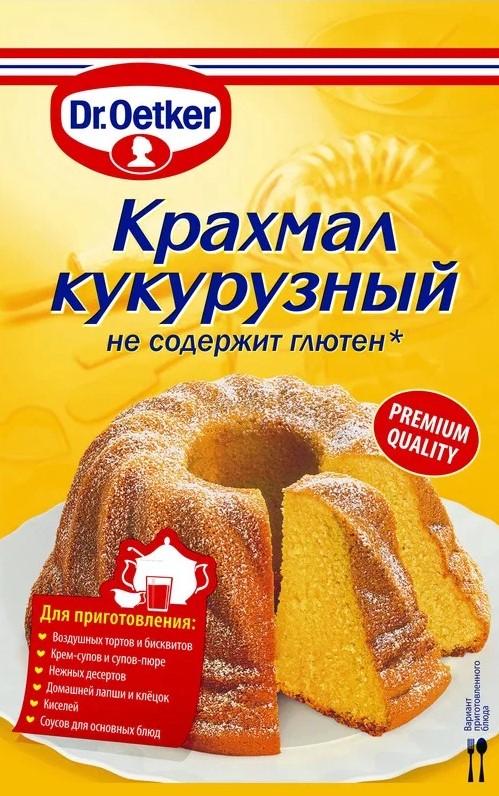 Dr.Oetker
Крахмал
кукурузный
не содержит глютен*
PREMIUM
QUALITY
Для приготовления:
Воздушных тортов и бисквитов
Крем-супов и супов-пюре
Нежных десертов
Домашней лапши и клёцок
Киселей
Соусов для основных блюд
Вариант
приготовленного
блюда